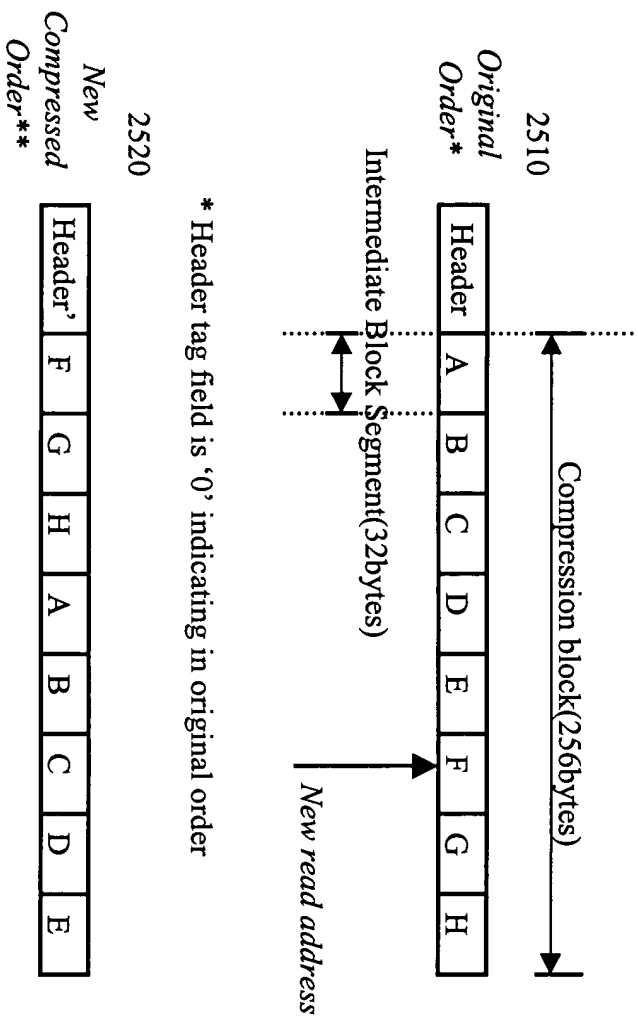 Compression block(256bytes)
2510
Original
Order*
Header A B C D E F G H
Intermediate Block Segment(32bytes)
New read address
* Header tag field is ‘0’ indicating in original order
2520
New
Compressed
Order**
Header’ F G H A B C D E